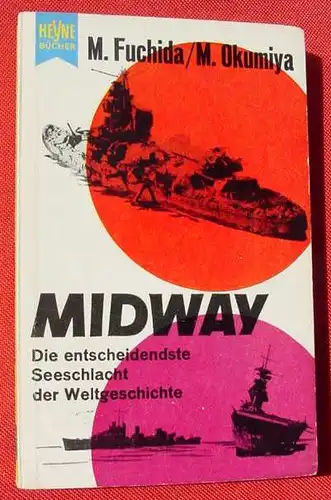 HEYNE
BÜCHER
M. Fuchida/M. Okumiya
MIDWAY
Die entscheidendste
Seeschlacht
der Weltgeschichte